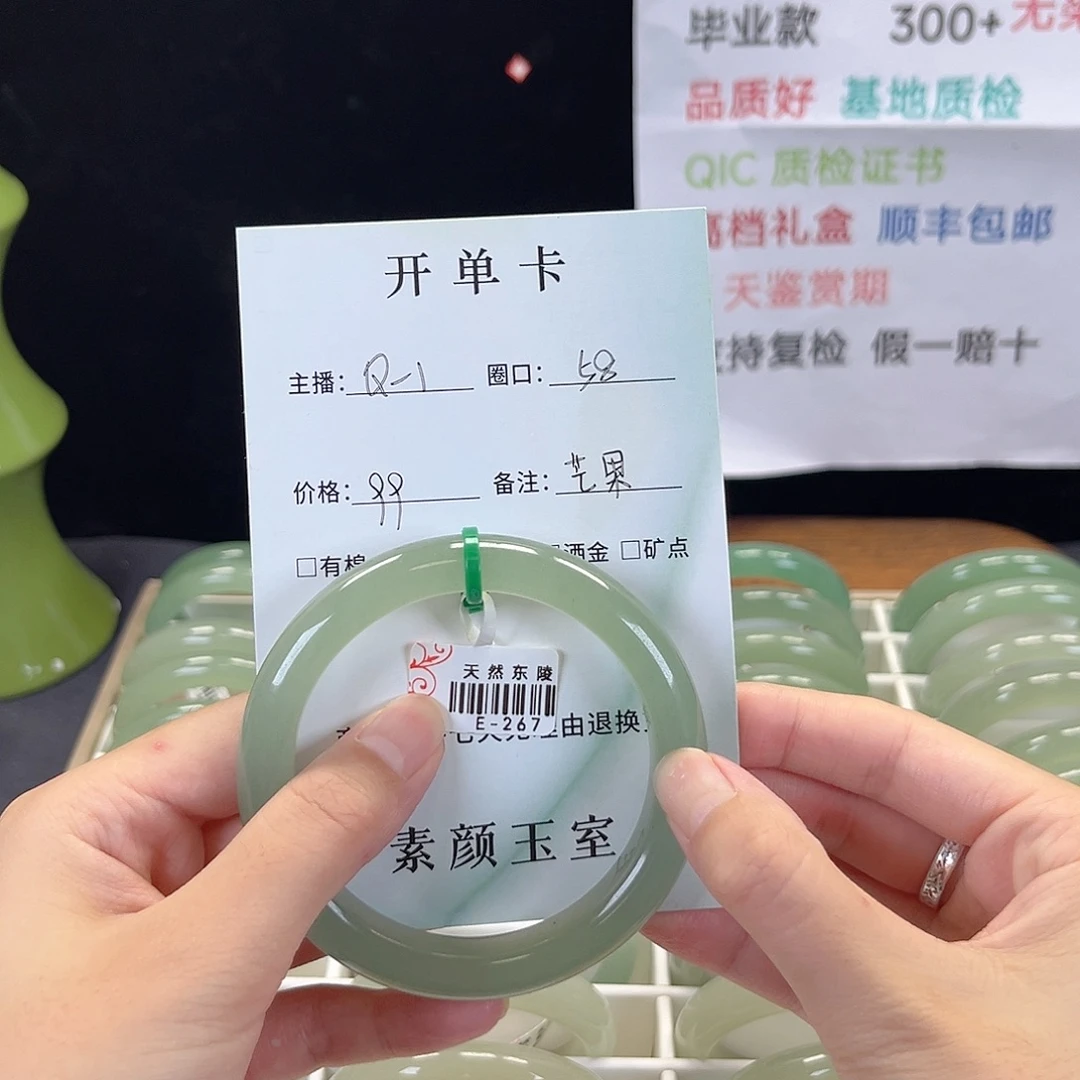 毕业款 300+ 无
品质好 基地质检
QIC 质检证书
高档礼盒 顺丰包邮
天鉴赏期
支持复检 假一赔十
开单卡
主播：Q-1 圈口：58
价格：99 备注：芒果
□有棉 洒金 □矿点
天然东陵
E-267
由退换
素颜玉室